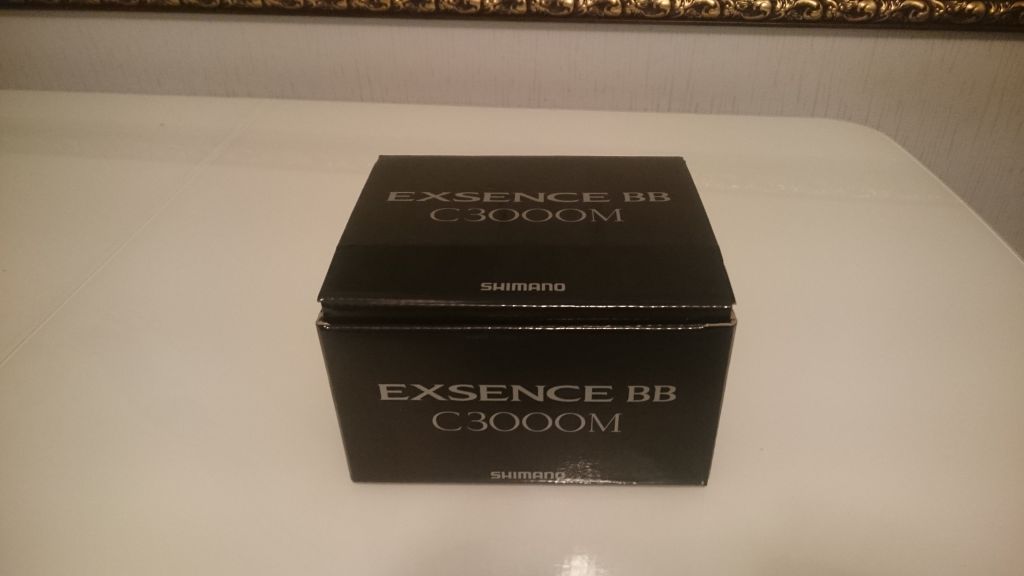 EXSENCE BB
C3000M
SHIMANO
EXSENCE BB
C3000M
SHIMANO